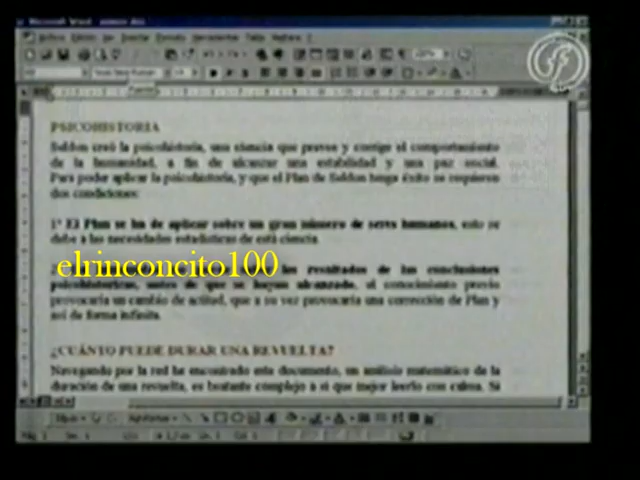 Microsoft Word
PSICOHISTORIA
Seldon creó la psicohistoria, una ciencia que prevee y corrige el comportamiento
de la humanidad, a fin de alcanzar una estabilidad y una paz social.
Para poder aplicar la psicohistoria, y que el Plan de Seldon tenga éxito se requieren
dos condiciones:
1ª El Plan se ha de aplicar sobre un gran número de seres humanos, esto se
debe a las necesidades estadísticas de está ciencia.
elrinconcito100
los resultados de las conclusiones
psicohistóricas, antes de que se hayan alcanzado, el conocimiento previo
provocaría un cambio de actitud, que a su vez provocaría una corrección de Plan y
así de forma infinita.
¿CUÁNTO PUEDE DURAR UNA REVUELTA?
Navegando por la red he encontrado este documento, un análisis matemático de la
duración de una revuelta, es bastante complejo a si que mejor leerlo con calma. Si